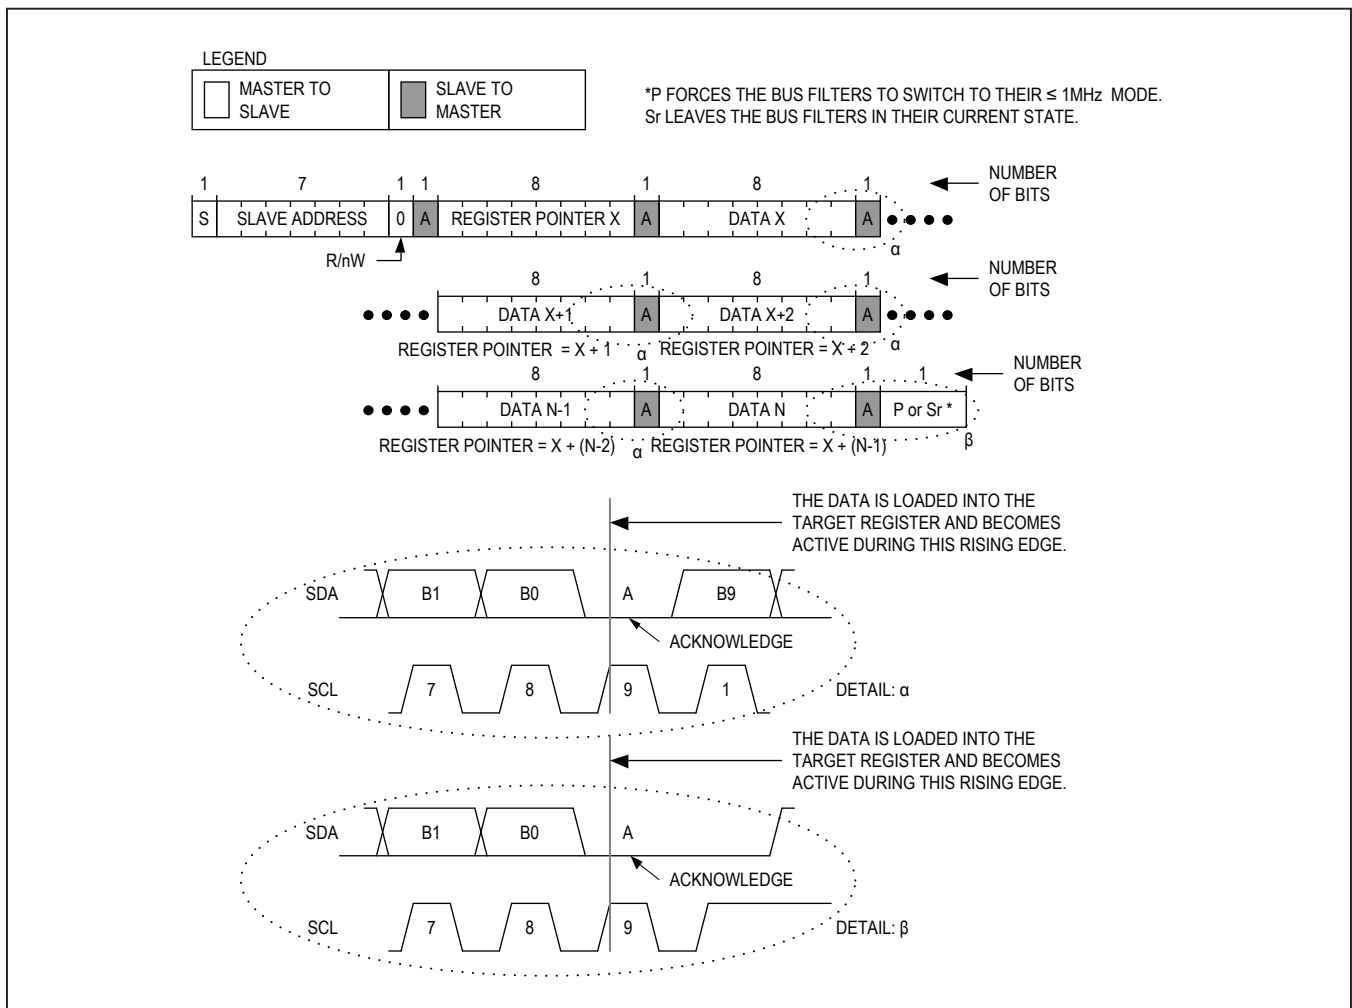 LEGEND
MASTER TO
SLAVE
SLAVE TO
MASTER
*P FORCES THE BUS FILTERS TO SWITCH TO THEIR ≤ 1MHz MODE.
Sr LEAVES THE BUS FILTERS IN THEIR CURRENT STATE.
1 7 1 1 8 1 8 1
NUMBER
OF BITS
S SLAVE ADDRESS 0 A REGISTER POINTER X A DATA X A
α
R/nW
8 1 8 1
NUMBER
OF BITS
DATA X+1 A DATA X+2 A
REGISTER POINTER = X + 1 α REGISTER POINTER = X + 2 α
8 1 8 1 1
NUMBER
OF BITS
DATA N-1 A DATA N A P or Sr *
REGISTER POINTER = X + (N-2) α REGISTER POINTER = X + (N-1) β
THE DATA IS LOADED INTO THE
TARGET REGISTER AND BECOMES
ACTIVE DURING THIS RISING EDGE.
SDA B1 B0 A B9
ACKNOWLEDGE
SCL 7 8 9 1 DETAIL: α
THE DATA IS LOADED INTO THE
TARGET REGISTER AND BECOMES
ACTIVE DURING THIS RISING EDGE.
SDA B1 B0 A
ACKNOWLEDGE
SCL 7 8 9 DETAIL: β